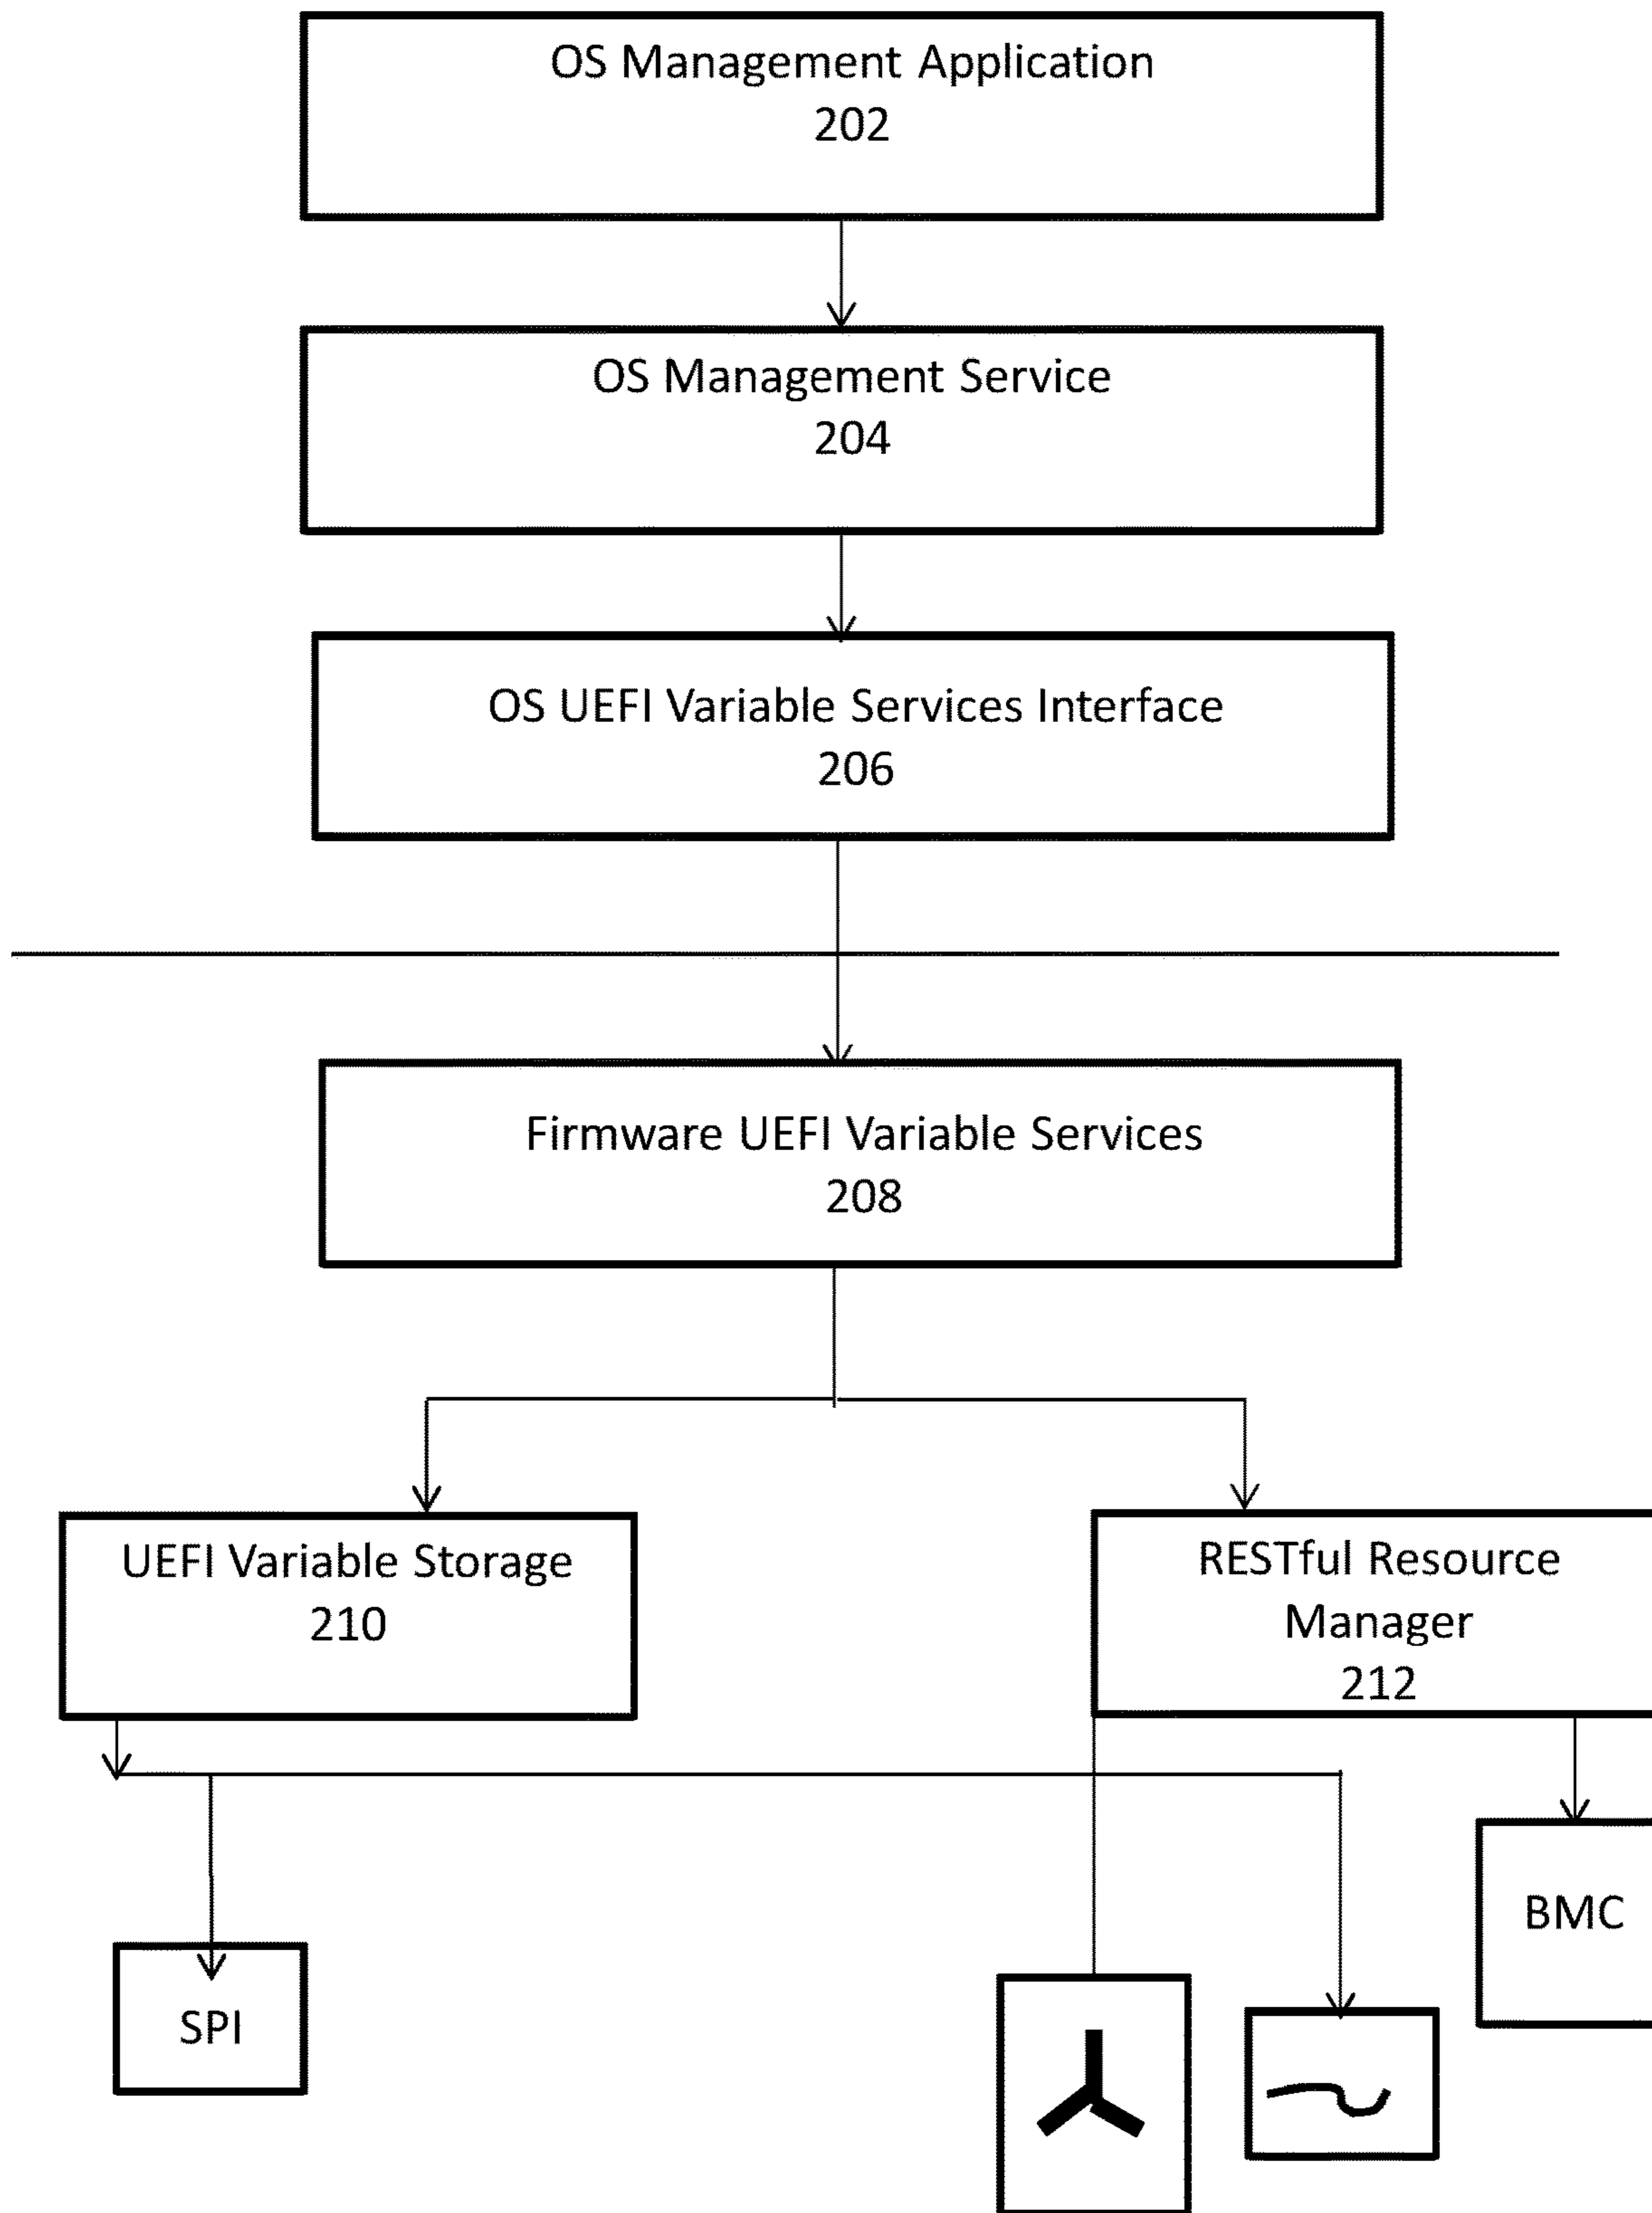 OS Management Application
202
OS Management Service
204
OS UEFI Variable Services Interface
206
Firmware UEFI Variable Services
208
UEFI Variable Storage
210
RESTful Resource
Manager
212
BMC
SPI